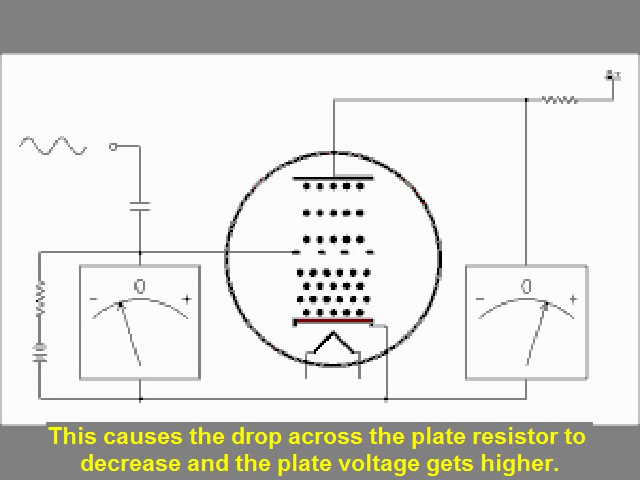 0
- +
0
- +
This causes the drop across the plate resistor to
decrease and the plate voltage gets higher.